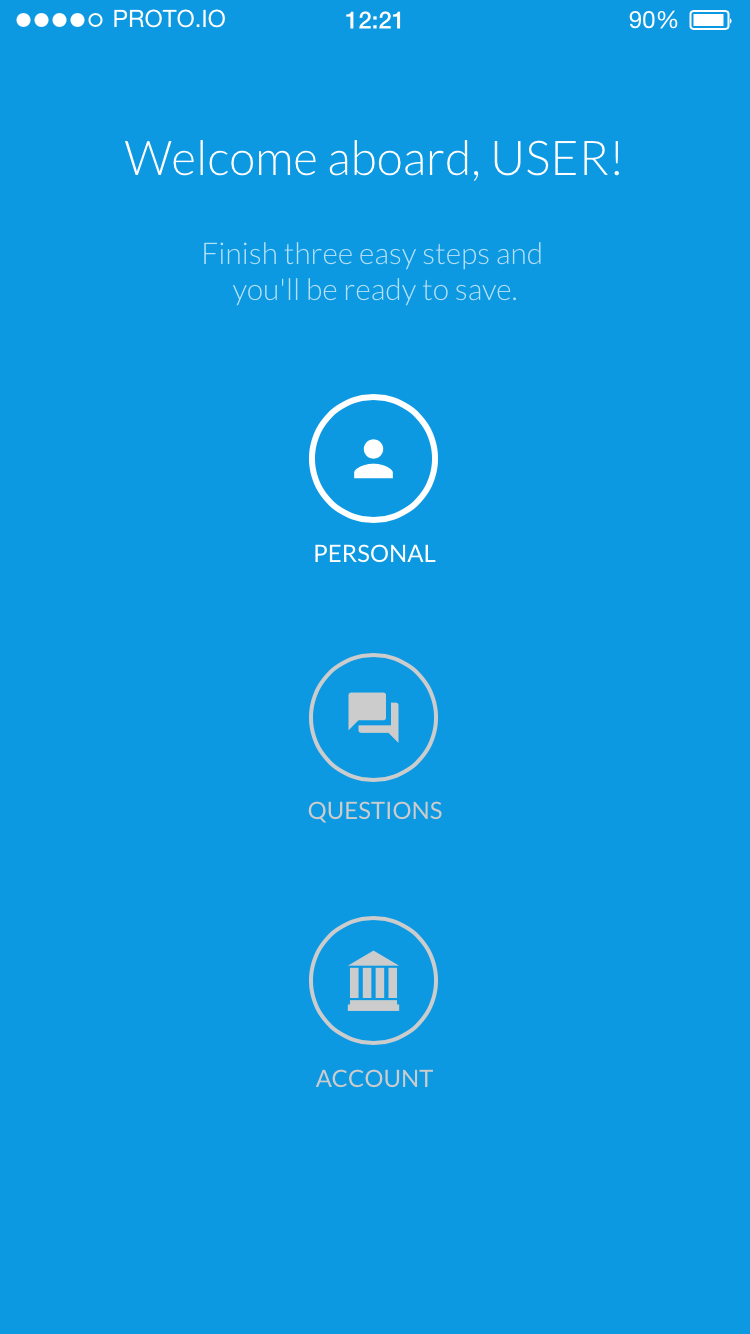 PROTO.IO 12:21 90%
Welcome aboard, USER!
Finish three easy steps and
you'll be ready to save.
PERSONAL
QUESTIONS
ACCOUNT